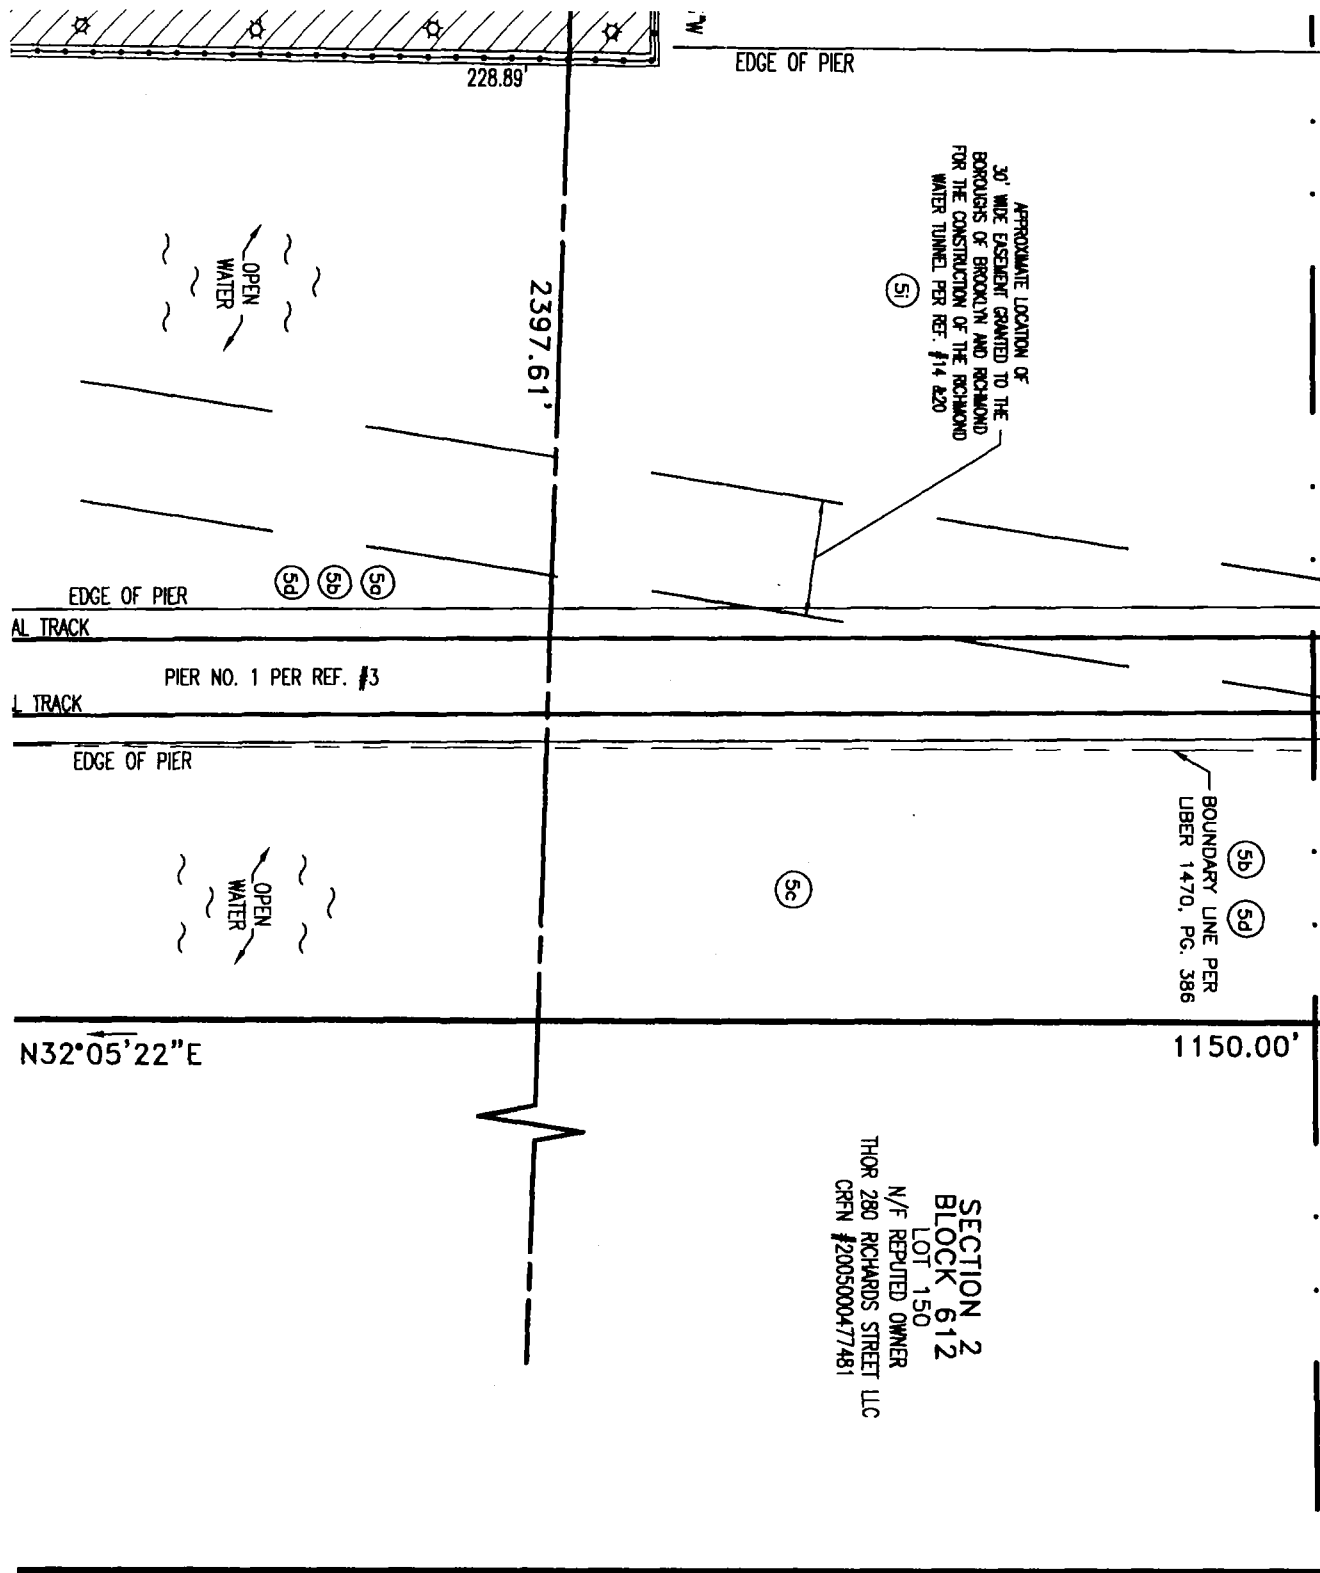 'W
EDGE OF PIER
228.89'
APPROXIMATE LOCATION OF
30' WIDE EASEMENT GRANTED TO THE
BOROUGHS OF BROOKLYN AND RICHMOND
FOR THE CONSTRUCTION OF THE RICHMOND
WATER TUNNEL PER REF. #14 &20
5i
OPEN
WATER
2397.61'
5d 5b 5a
EDGE OF PIER
AL TRACK
PIER NO. 1 PER REF. #3
L TRACK
EDGE OF PIER
5b 5d
BOUNDARY LINE PER
LIBER 1470, PG. 386
5c
OPEN
WATER
N32°05'22"E
1150.00'
SECTION 2
BLOCK 612
LOT 150
N/F REPUTED OWNER
THOR 280 RICHARDS STREET LLC
CRFN #2005000477481